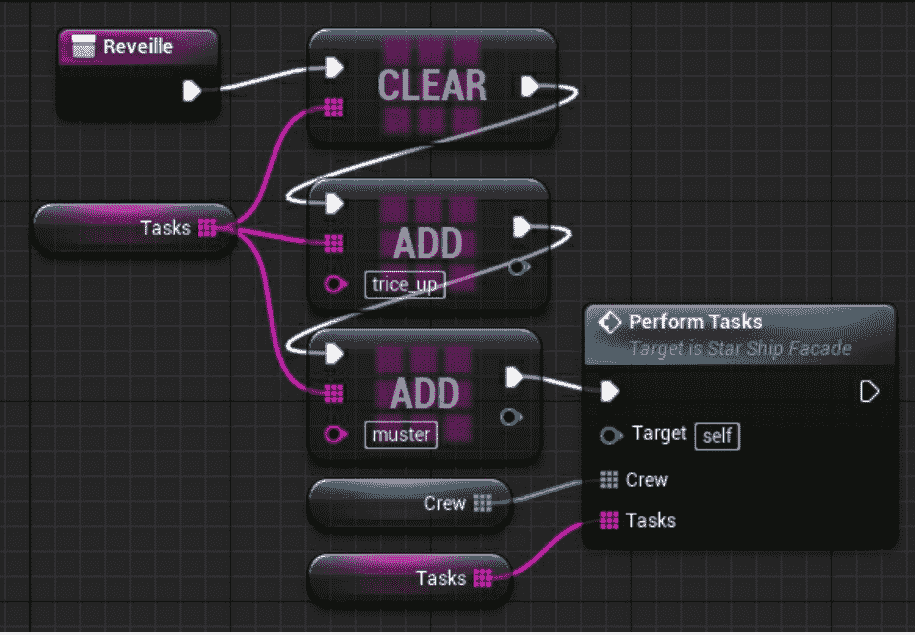 Reveille
CLEAR
Tasks
ADD
trice_up
ADD
muster
Perform Tasks
Target is Star Ship Facade
Target self
Crew
Tasks
Crew
Tasks